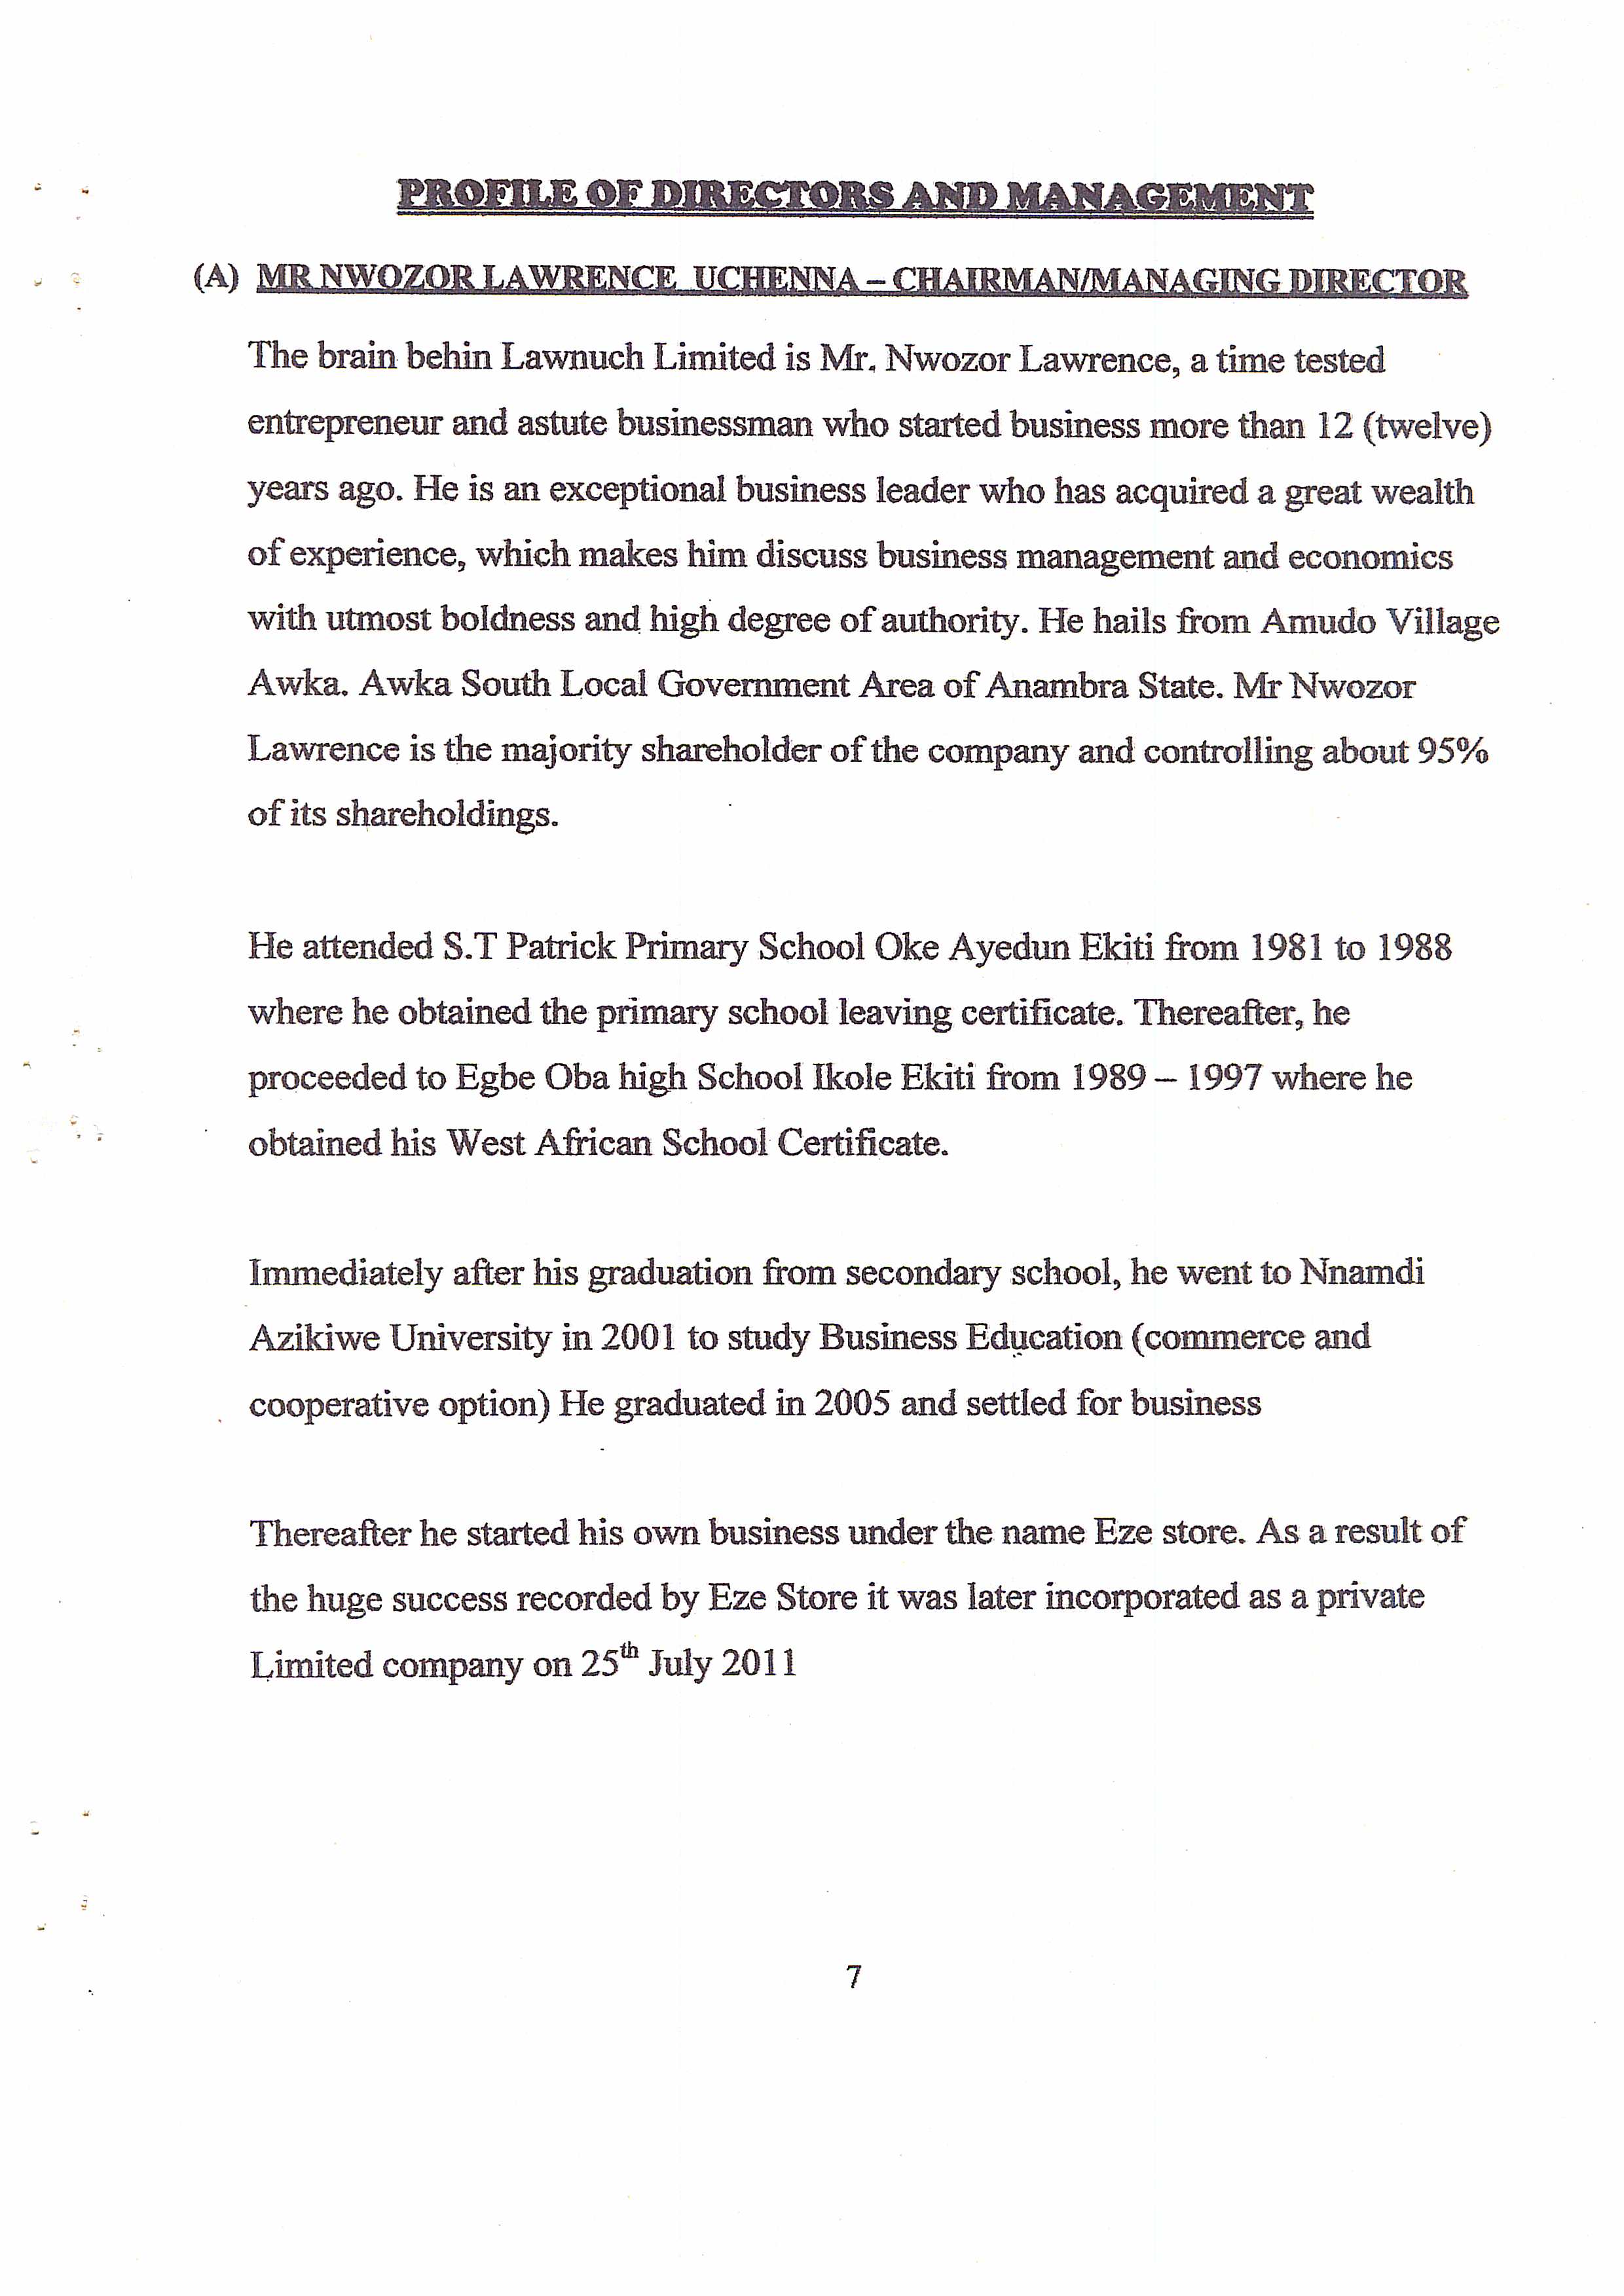 PROFILE OF DIRECTORS AND MANAGEMENT
(A) MR NWOZOR LAWRENCE UCHENNA – CHAIRMAN/MANAGING DIRECTOR
The brain behin Lawnuch Limited is Mr. Nwozor Lawrence, a time tested
entrepreneur and astute businessman who started business more than 12 (twelve)
years ago. He is an exceptional business leader who has acquired a great wealth
of experience, which makes him discuss business management and economics
with utmost boldness and high degree of authority. He hails from Amudo Village
Awka. Awka South Local Government Area of Anambra State. Mr Nwozor
Lawrence is the majority shareholder of the company and controlling about 95%
of its shareholdings.
He attended S.T Patrick Primary School Oke Ayedun Ekiti from 1981 to 1988
where he obtained the primary school leaving certificate. Thereafter, he
proceeded to Egbe Oba high School Ikole Ekiti from 1989 – 1997 where he
obtained his West African School Certificate.
Immediately after his graduation from secondary school, he went to Nnamdi
Azikiwe University in 2001 to study Business Education (commerce and
cooperative option) He graduated in 2005 and settled for business
Thereafter he started his own business under the name Eze store. As a result of
the huge success recorded by Eze Store it was later incorporated as a private
Limited company on 25th July 2011
7